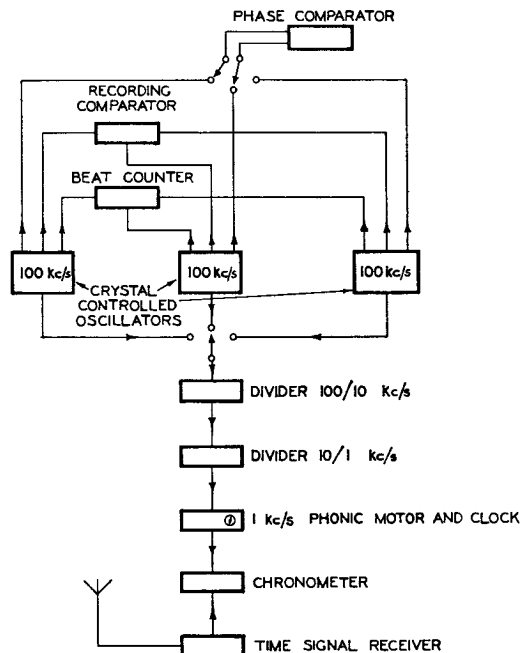 PHASE COMPARATOR
RECORDING
COMPARATOR
BEAT COUNTER
100 kc/s
100 kc/s
100 kc/s
CRYSTAL
CONTROLLED
OSCILLATORS
DIVIDER 100/10 Kc/s
DIVIDER 10/1 kc/s
1 kc/s PHONIC MOTOR AND CLOCK
CHRONOMETER
TIME SIGNAL RECEIVER